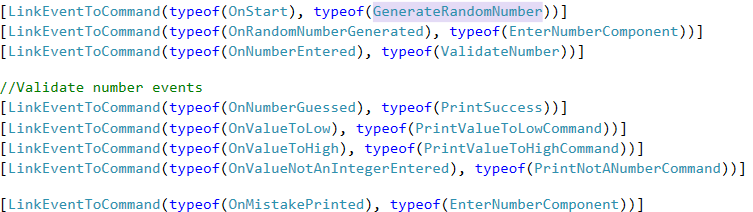 [LinkEventToCommand(typeof(OnStart), typeof(GenerateRandomNumber))]
[LinkEventToCommand(typeof(OnRandomNumberGenerated), typeof(EnterNumberComponent))]
[LinkEventToCommand(typeof(OnNumberEntered), typeof(ValidateNumber))]
//Validate number events
[LinkEventToCommand(typeof(OnNumberGuessed), typeof(PrintSuccess))]
[LinkEventToCommand(typeof(OnValueToLow), typeof(PrintValueToLowCommand))]
[LinkEventToCommand(typeof(OnValueToHigh), typeof(PrintValueToHighCommand))]
[LinkEventToCommand(typeof(OnValueNotAnIntegerEntered), typeof(PrintNotANumberCommand))]
[LinkEventToCommand(typeof(OnMistakePrinted), typeof(EnterNumberComponent))]